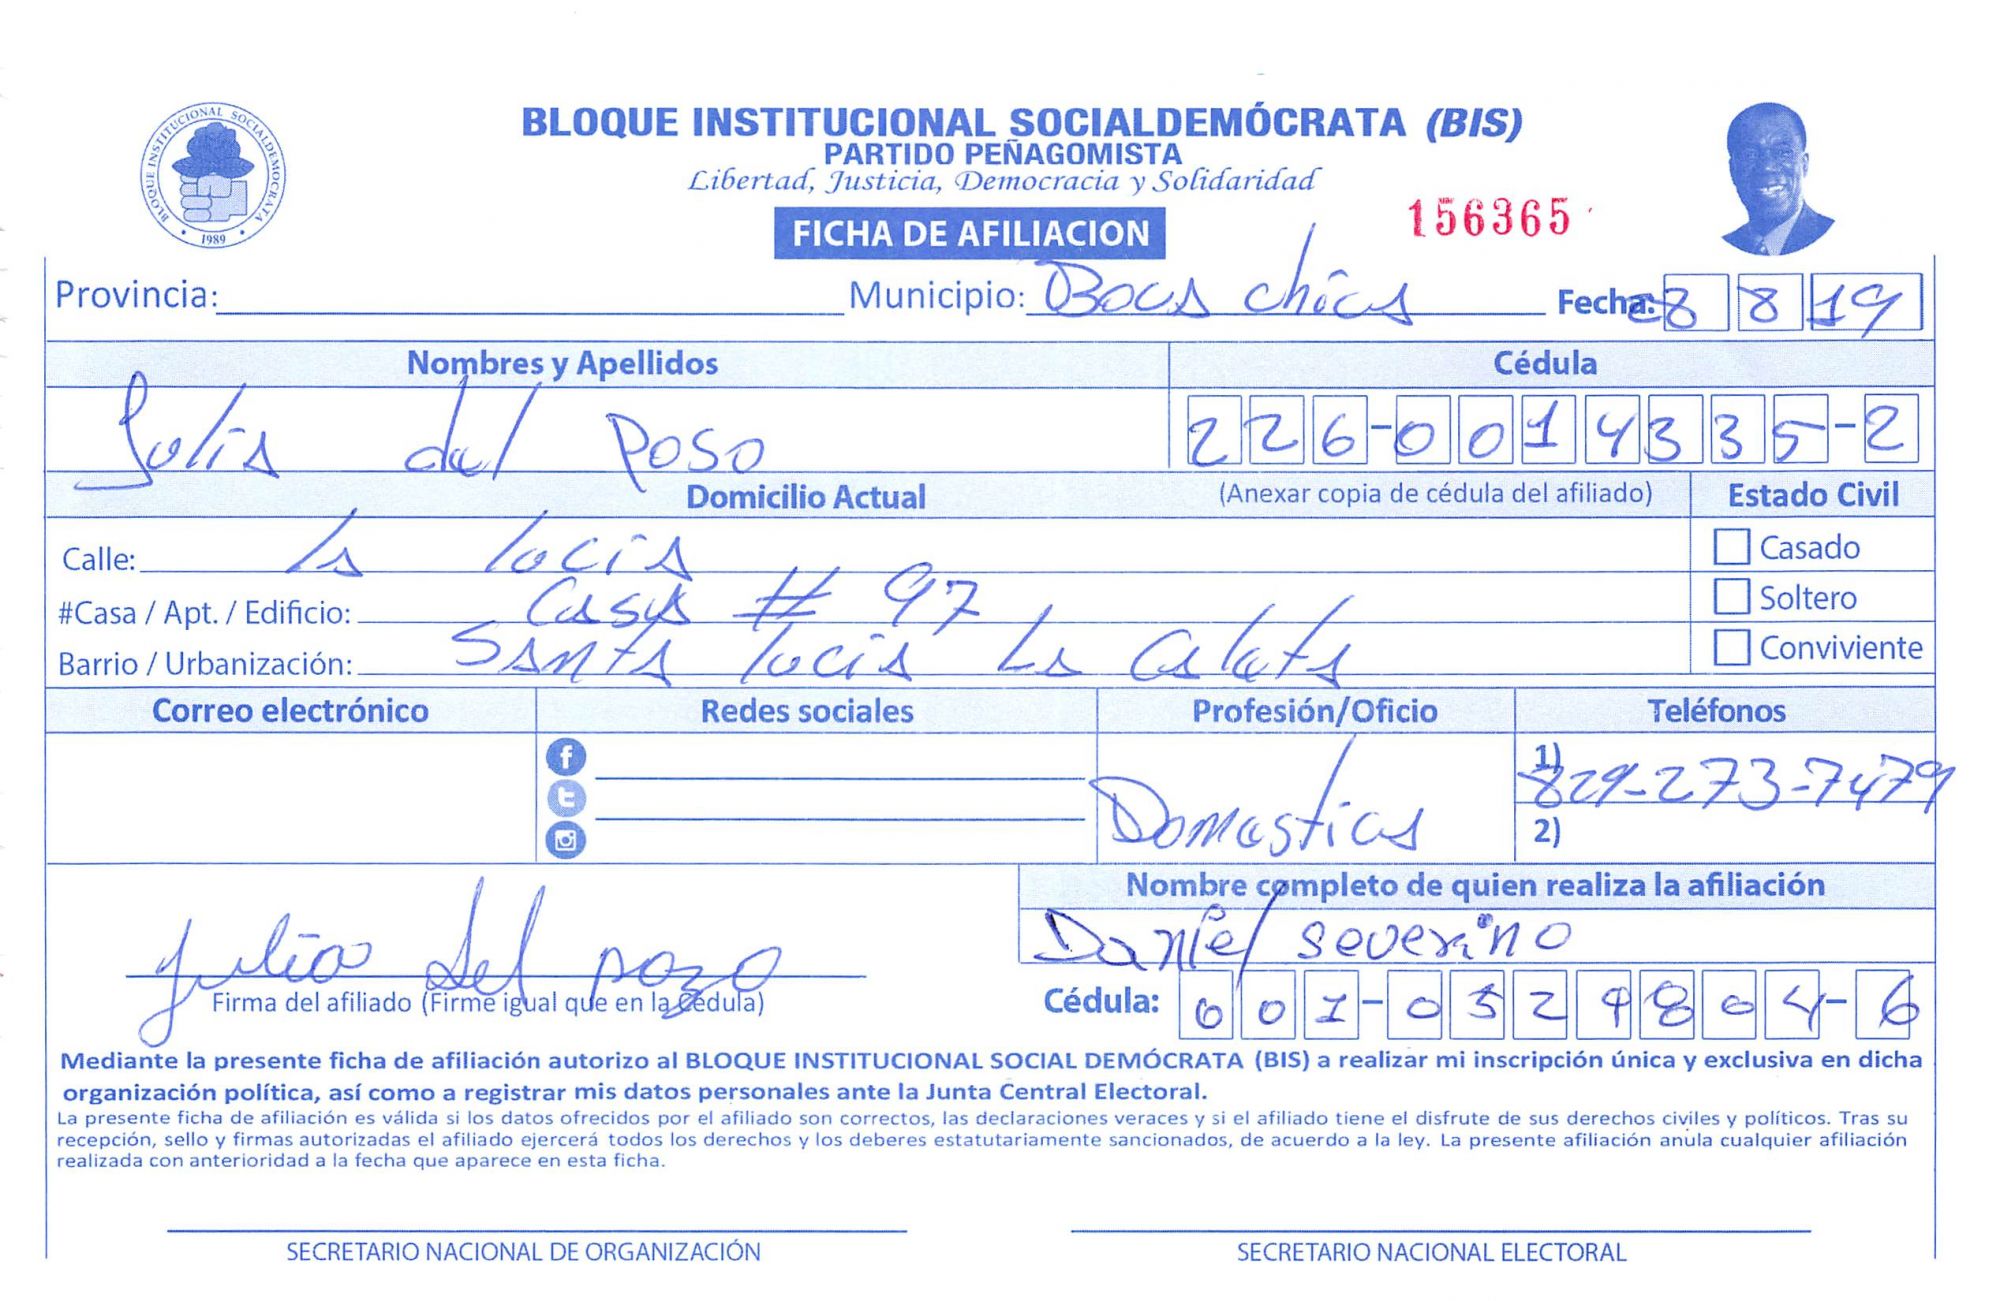 BLOQUE INSTITUCIONAL SOCIALDEMÓCRATA (BIS)
PARTIDO PEÑAGOMISTA
Libertad, Justicia, Democracia y Solidaridad
BLOQUE INSTITUCIONAL SOCIALDEMOCRATA
1989
156365
FICHA DE AFILIACION
Provincia: Municipio: Boca chica Fecha: 8 8 19
Nombres y Apellidos Cédula
Julia del Poso 226-0014335-2
Domicilio Actual (Anexar copia de cédula del afiliado) Estado Civil
Calle: la lucia Casado
#Casa / Apt. / Edificio: Casa # 97 Soltero
Barrio / Urbanización: Santa lucia La Caleta Conviviente
Correo electrónico Redes sociales Profesión/Oficio Teléfonos
Domestica 1) 829-273-7479
2)
Nombre completo de quien realiza la afiliación
Daniel severino
julia del pozo
Firma del afiliado (Firme igual que en la Cédula) Cédula: 001-0529804-6
Mediante la presente ficha de afiliación autorizo al BLOQUE INSTITUCIONAL SOCIAL DEMÓCRATA (BIS) a realizar mi inscripción única y exclusiva en dicha
organización política, así como a registrar mis datos personales ante la Junta Central Electoral.
La presente ficha de afiliación es válida si los datos ofrecidos por el afiliado son correctos, las declaraciones veraces y si el afiliado tiene el disfrute de sus derechos civiles y políticos. Tras su
recepción, sello y firmas autorizadas el afiliado ejercerá todos los derechos y los deberes estatutariamente sancionados, de acuerdo a la ley. La presente afiliación anula cualquier afiliación
realizada con anterioridad a la fecha que aparece en esta ficha.
SECRETARIO NACIONAL DE ORGANIZACIÓN SECRETARIO NACIONAL ELECTORAL